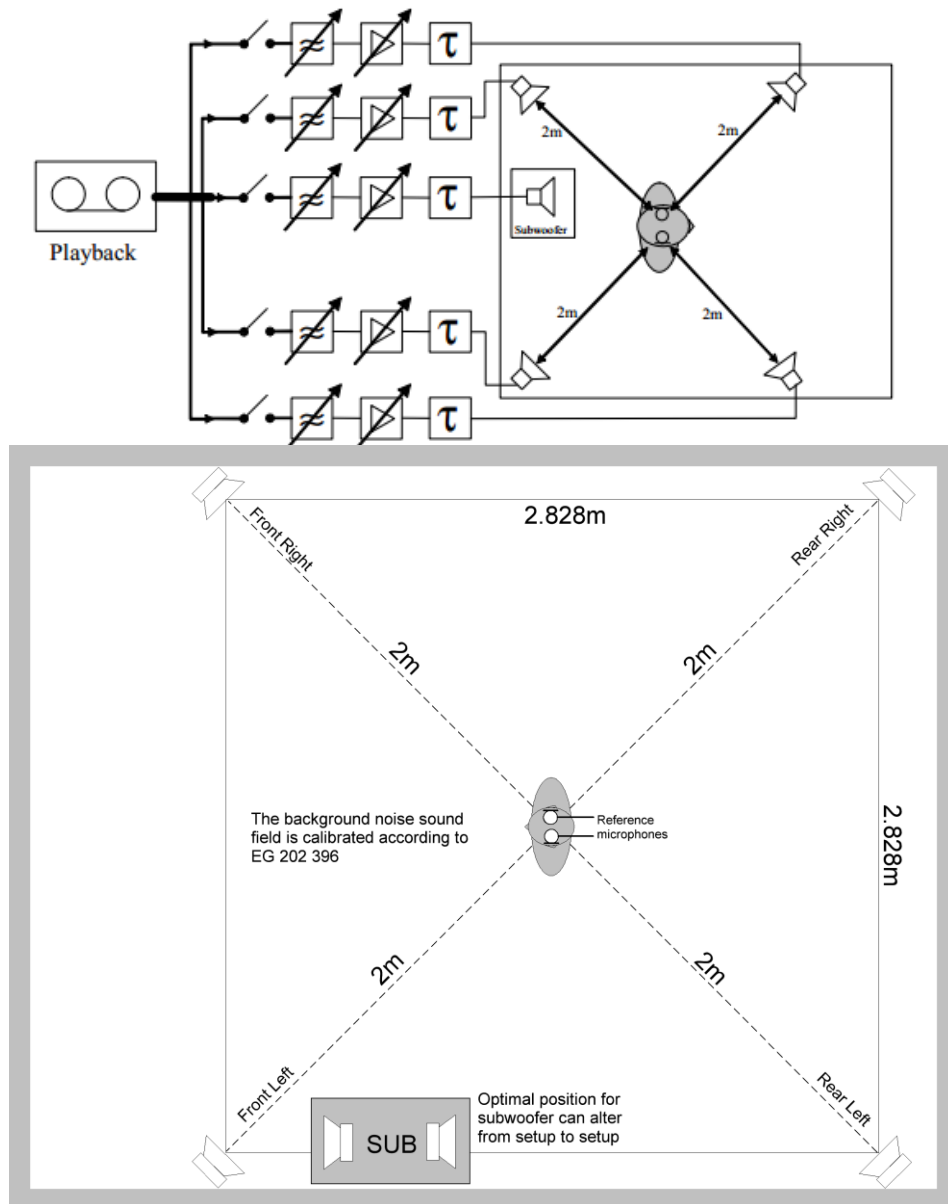 τ
τ
2m
2m
τ
Subwoofer
Playback
2m
2m
τ
τ
Front Right
2.828m
Rear Right
2m
2m
The background noise sound
field is calibrated according to
EG 202 396
Reference
microphones
2.828m
2m
2m
Front Left
Rear Left
SUB
Optimal position for
subwoofer can alter
from setup to setup